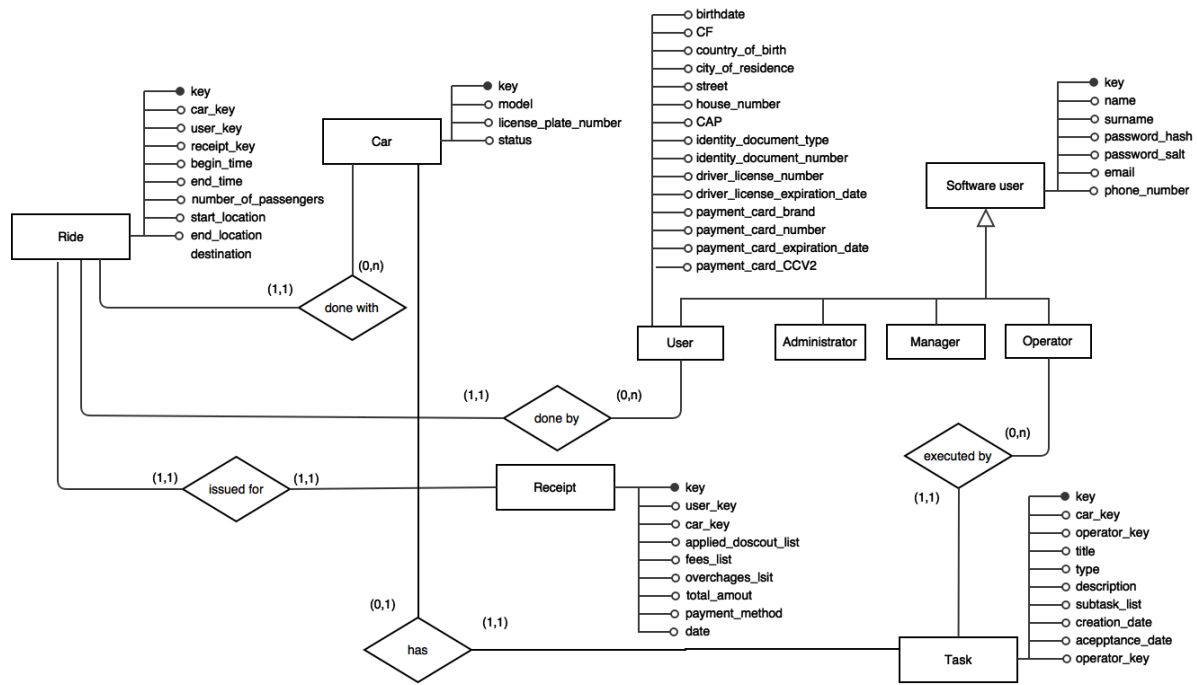 birthdate
CF
country_of_birth
city_of_residence
street
house_number
CAP
identity_document_type
identity_document_number
driver_license_number
driver_license_expiration_date
payment_card_brand
payment_card_number
payment_card_expiration_date
payment_card_CCV2
key
car_key
user_key
receipt_key
begin_time
end_time
number_of_passengers
start_location
end_location
destination
Ride
key
model
license_plate_number
status
Car
key
name
surname
password_hash
password_salt
email
phone_number
Software user
(0,n)
(1,1)
done with
User
Administrator
Manager
Operator
(1,1)
(0,n)
done by
(0,n)
executed by
(1,1)
(1,1)
(1,1)
issued for
Receipt
key
user_key
car_key
applied_doscout_list
fees_list
overchages_lsit
total_amout
payment_method
date
key
car_key
operator_key
title
type
description
subtask_list
creation_date
acepptance_date
operator_key
(0,1)
(1,1)
has
Task